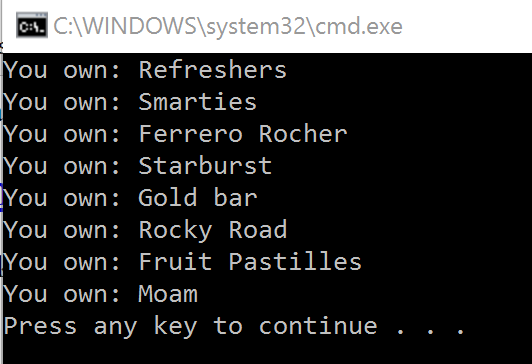 C:\WINDOWS\system32\cmd.exe
You own: Refreshers
You own: Smarties
You own: Ferrero Rocher
You own: Starburst
You own: Gold bar
You own: Rocky Road
You own: Fruit Pastilles
You own: Moam
Press any key to continue . . .